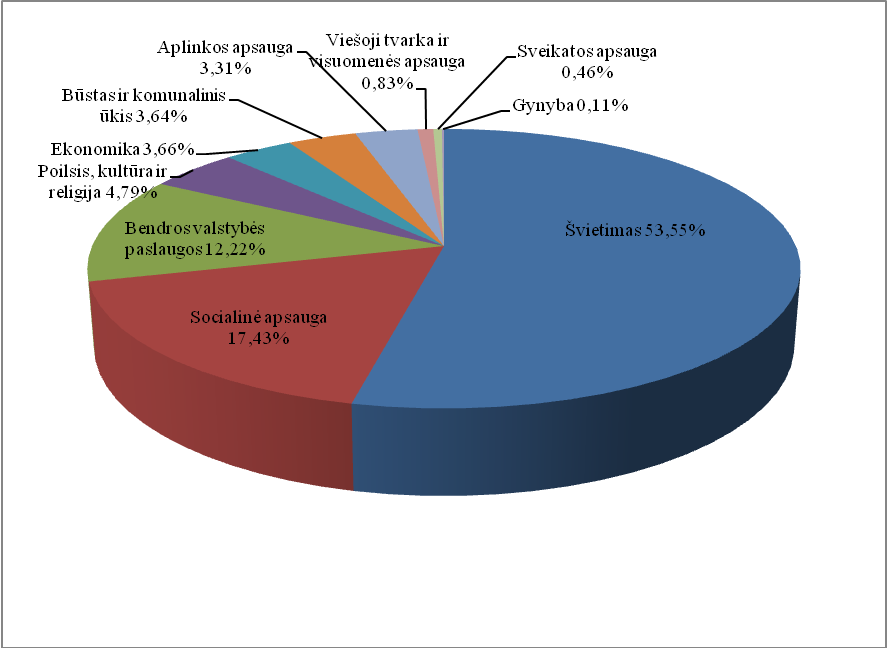 Aplinkos apsauga
3,31%
Viešoji tvarka ir
visuomenės apsauga
0,83%
Sveikatos apsauga
0,46%
Gynyba 0,11%
Būstas ir komunalinis
ūkis 3,64%
Ekonomika 3,66%
Poilsis, kultūra ir
religija 4,79%
Bendros valstybės
paslaugos 12,22%
Švietimas 53,55%
Socialinė apsauga
17,43%